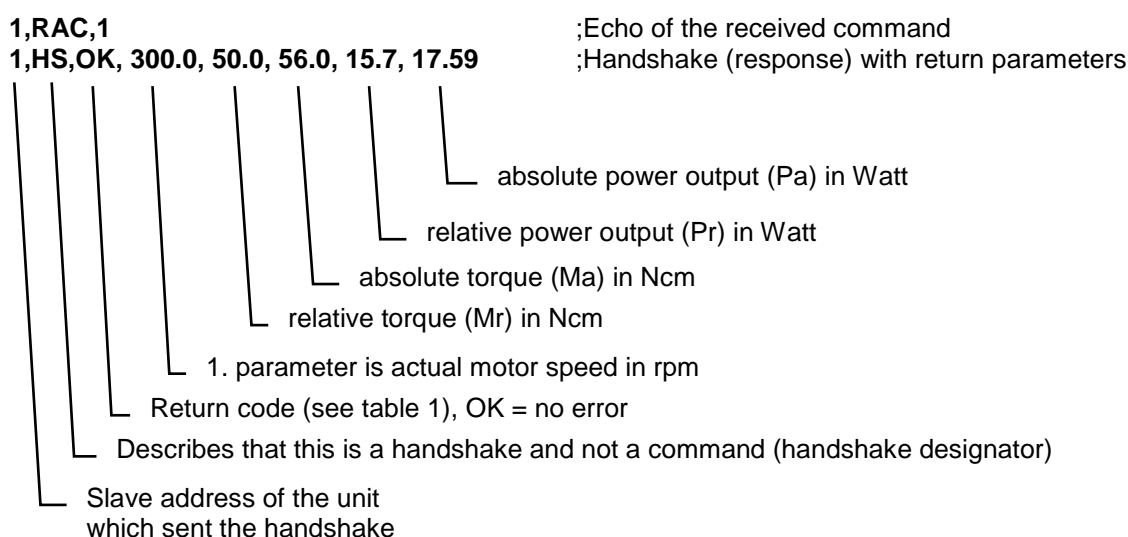 1,RAC,1 ;Echo of the received command
1,HS,OK, 300.0, 50.0, 56.0, 15.7, 17.59 ;Handshake (response) with return parameters
absolute power output (Pa) in Watt
relative power output (Pr) in Watt
absolute torque (Ma) in Ncm
relative torque (Mr) in Ncm
1. parameter is actual motor speed in rpm
Return code (see table 1), OK = no error
Describes that this is a handshake and not a command (handshake designator)
Slave address of the unit
which sent the handshake